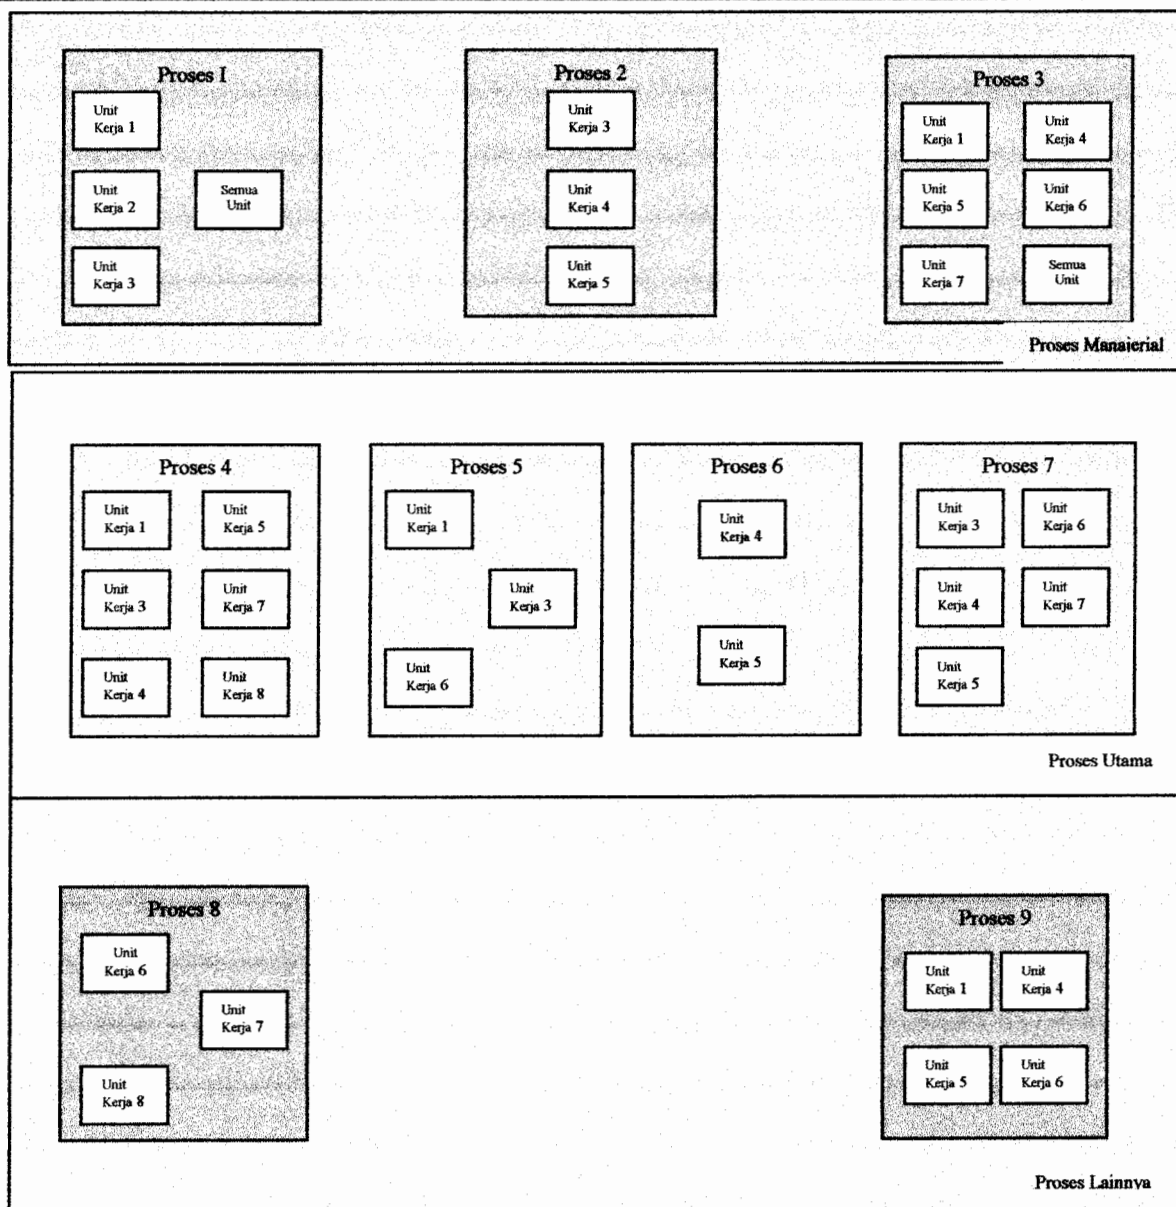 Proses 1
Unit
Kerja 1
Unit
Kerja 2
Semua
Unit
Unit
Kerja 3
Proses 2
Unit
Kerja 3
Unit
Kerja 4
Unit
Kerja 5
Proses 3
Unit
Kerja 1
Unit
Kerja 4
Unit
Kerja 5
Unit
Kerja 6
Unit
Kerja 7
Semua
Unit
Proses Manajerial
Proses 4
Unit
Kerja 1
Unit
Kerja 5
Unit
Kerja 3
Unit
Kerja 7
Unit
Kerja 4
Unit
Kerja 8
Proses 5
Unit
Kerja 1
Unit
Kerja 3
Unit
Kerja 6
Proses 6
Unit
Kerja 4
Unit
Kerja 5
Proses 7
Unit
Kerja 3
Unit
Kerja 6
Unit
Kerja 4
Unit
Kerja 7
Unit
Kerja 5
Proses Utama
Proses 8
Unit
Kerja 6
Unit
Kerja 7
Unit
Kerja 8
Proses 9
Unit
Kerja 1
Unit
Kerja 4
Unit
Kerja 5
Unit
Kerja 6
Proses Lainnya